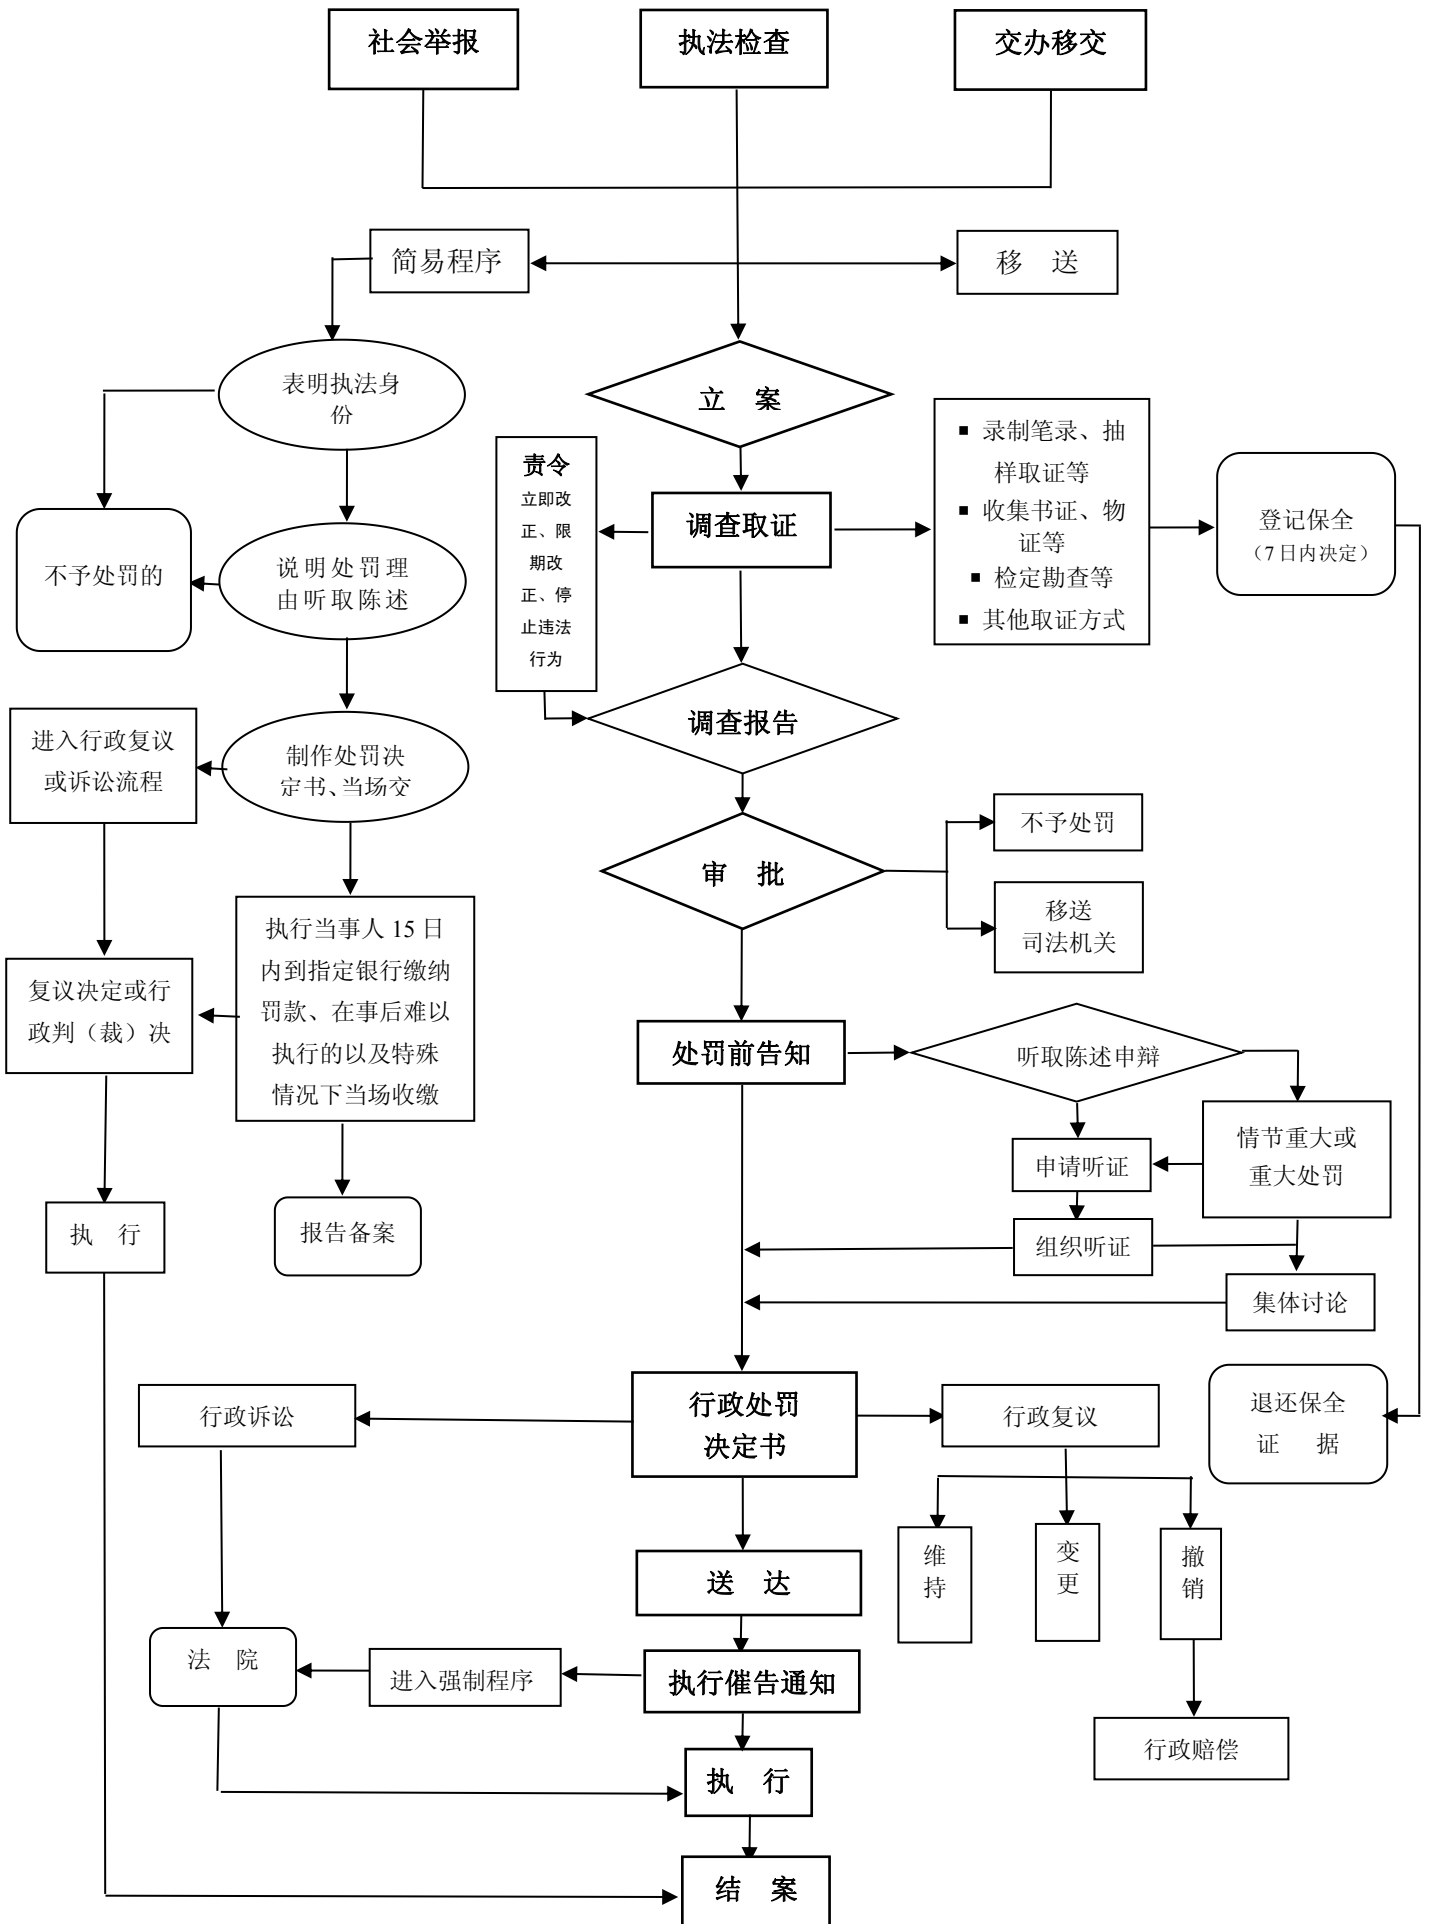 社会举报
执法检查
交办移交
简易程序
移 送
表明执法身
份
立 案
责令
立即改
正、限
期改
正、停
止违法
行为
调查取证
▪ 录制笔录、抽
样取证等
▪ 收集书证、物
证等
▪ 检定勘查等
▪ 其他取证方式
登记保全
（7日内决定）
不予处罚的
说明处罚理
由听取陈述
调查报告
进入行政复议
或诉讼流程
制作处罚决
定书、当场交
审 批
不予处罚
移送
司法机关
执行当事人 15 日
内到指定银行缴纳
罚款、在事后难以
执行的以及特殊
情况下当场收缴
复议决定或行
政判（裁）决
处罚前告知
听取陈述申辩
情节重大或
重大处罚
申请听证
组织听证
集体讨论
执 行
报告备案
行政处罚
决定书
行政诉讼
行政复议
退还保全
证 据
维
持
变
更
撤
销
送 达
法 院
进入强制程序
执行催告通知
行政赔偿
执 行
结 案